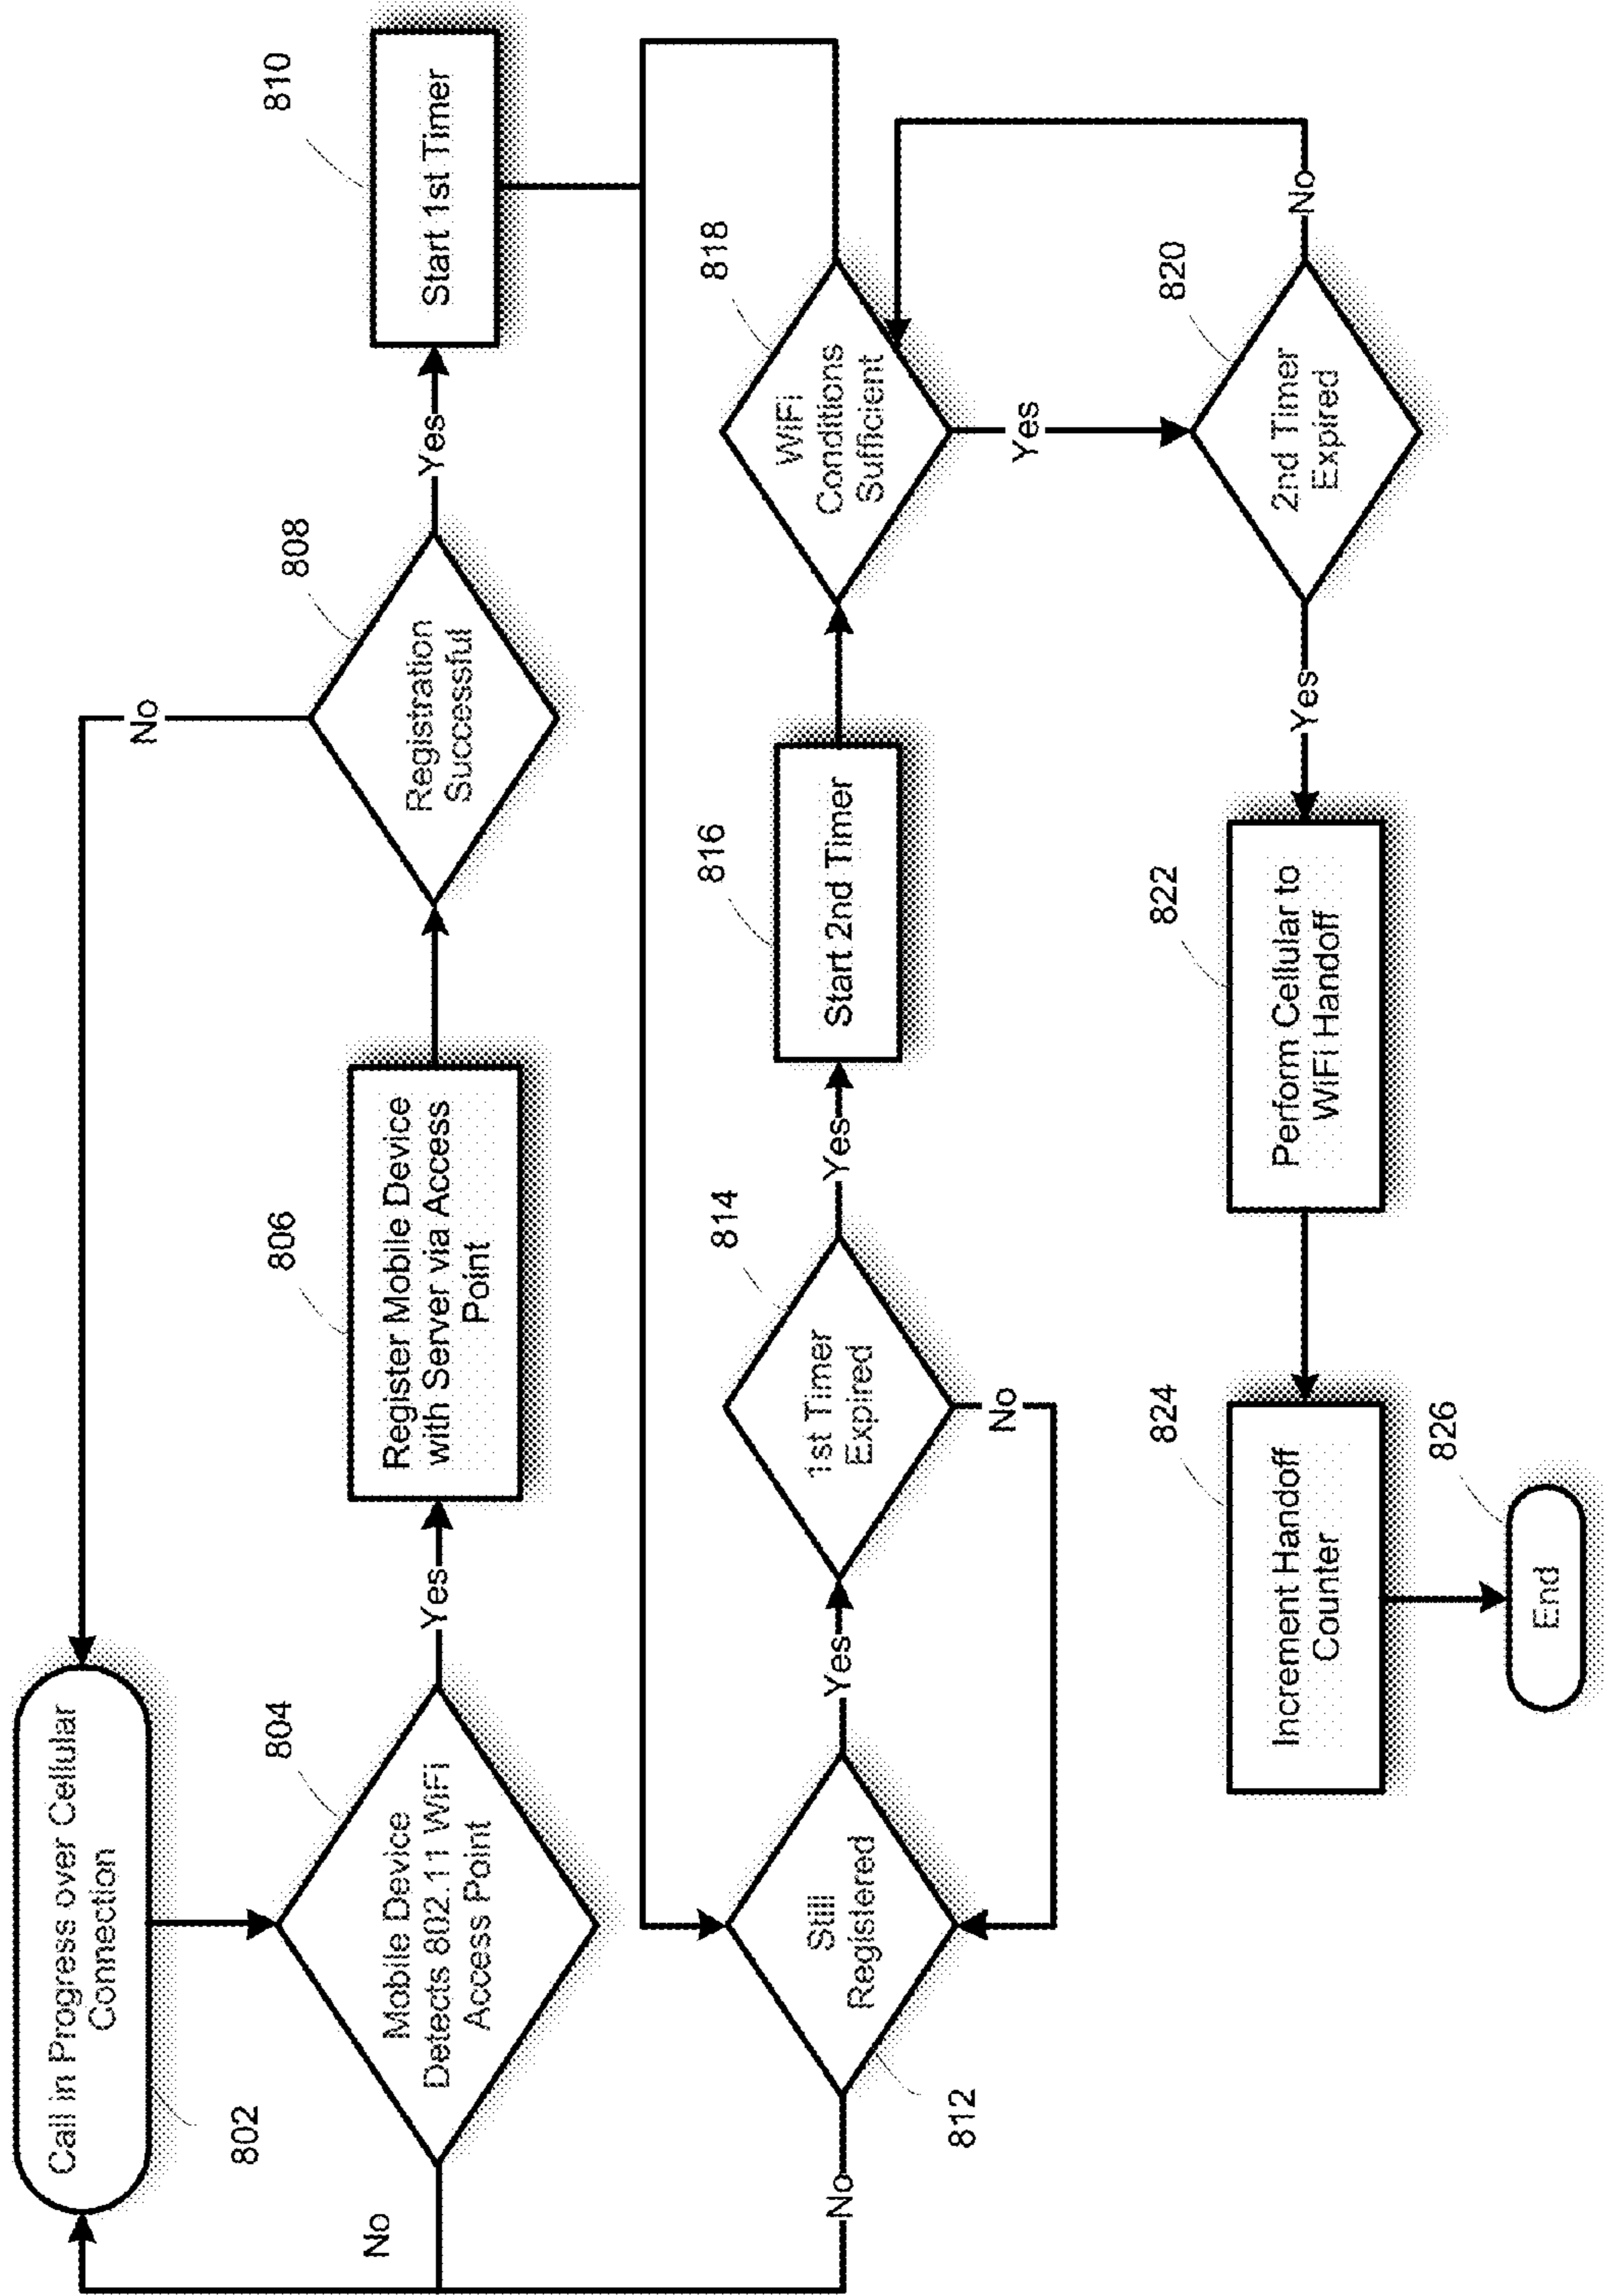 Call in Progress over Cellular
Connection
802
No
Mobile Device
Detects 802.11 WiFi
Access Point
804
Yes
No
Register Mobile Device
with Server via Access
Point
806
Registration
Successful
808
Yes
Start 1st Timer
810
Still
Registered
812
No
Yes
1st Timer
Expired
814
No
Yes
Start 2nd Timer
816
WiFi
Conditions
Sufficient
818
Yes
2nd Timer
Expired
820
No
Yes
Perform Cellular to
WiFi Handoff
822
Increment Handoff
Counter
824
End
826